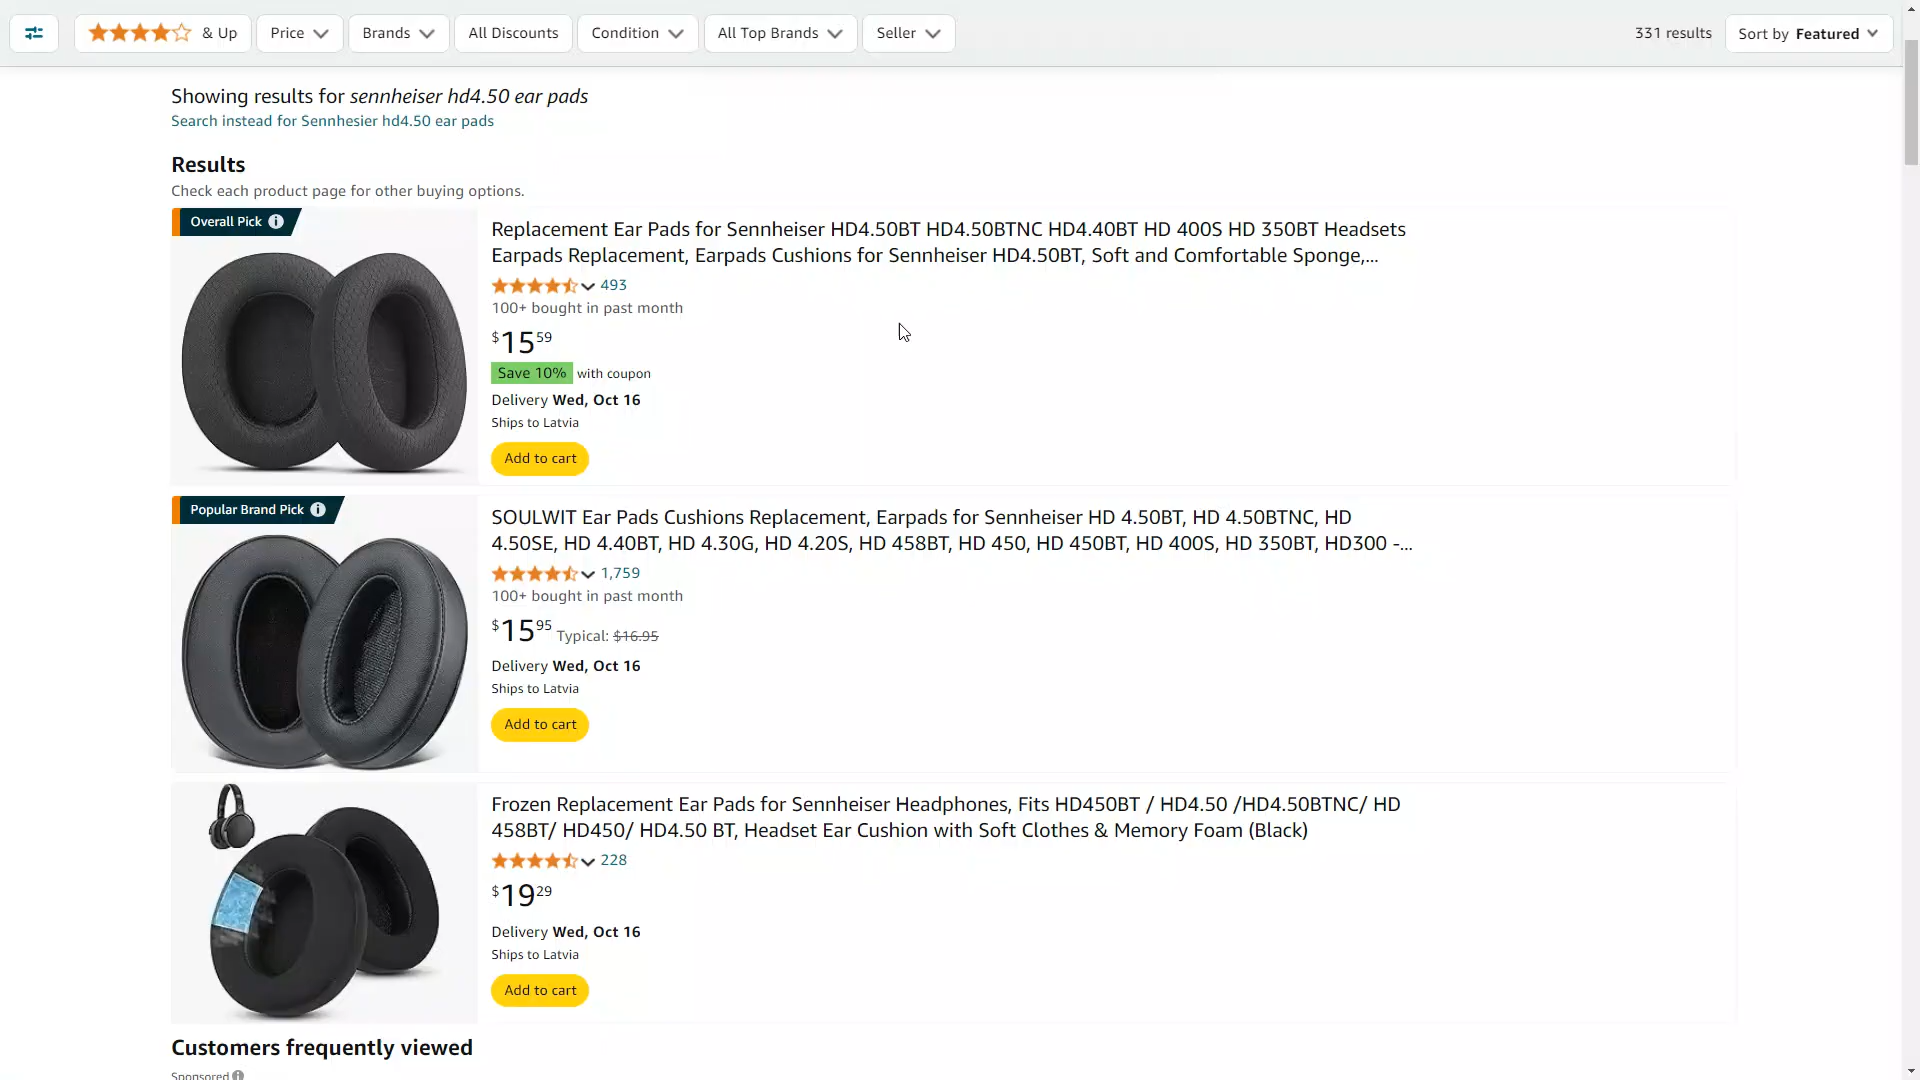 & Up Price Brands All Discounts Condition All Top Brands Seller 331 results Sort by Featured
Showing results for sennheiser hd4.50 ear pads
Search instead for Sennhesier hd4.50 ear pads
Results
Check each product page for other buying options.
Overall Pick
Replacement Ear Pads for Sennheiser HD4.50BT HD4.50BTNC HD4.40BT HD 400S HD 350BT Headsets
Earpads Replacement, Earpads Cushions for Sennheiser HD4.50BT, Soft and Comfortable Sponge,...
493
100+ bought in past month
$15 59
Save 10% with coupon
Delivery Wed, Oct 16
Ships to Latvia
Add to cart
Popular Brand Pick
SOULWIT Ear Pads Cushions Replacement, Earpads for Sennheiser HD 4.50BT, HD 4.50BTNC, HD
4.50SE, HD 4.40BT, HD 4.30G, HD 4.20S, HD 458BT, HD 450, HD 450BT, HD 400S, HD 350BT, HD300 -...
1,759
100+ bought in past month
$15 95 Typical: $16.95
Delivery Wed, Oct 16
Ships to Latvia
Add to cart
Frozen Replacement Ear Pads for Sennheiser Headphones, Fits HD450BT / HD4.50 /HD4.50BTNC/ HD
458BT/ HD450/ HD4.50 BT, Headset Ear Cushion with Soft Clothes & Memory Foam (Black)
228
$19 29
Delivery Wed, Oct 16
Ships to Latvia
Add to cart
Customers frequently viewed
Sponsored